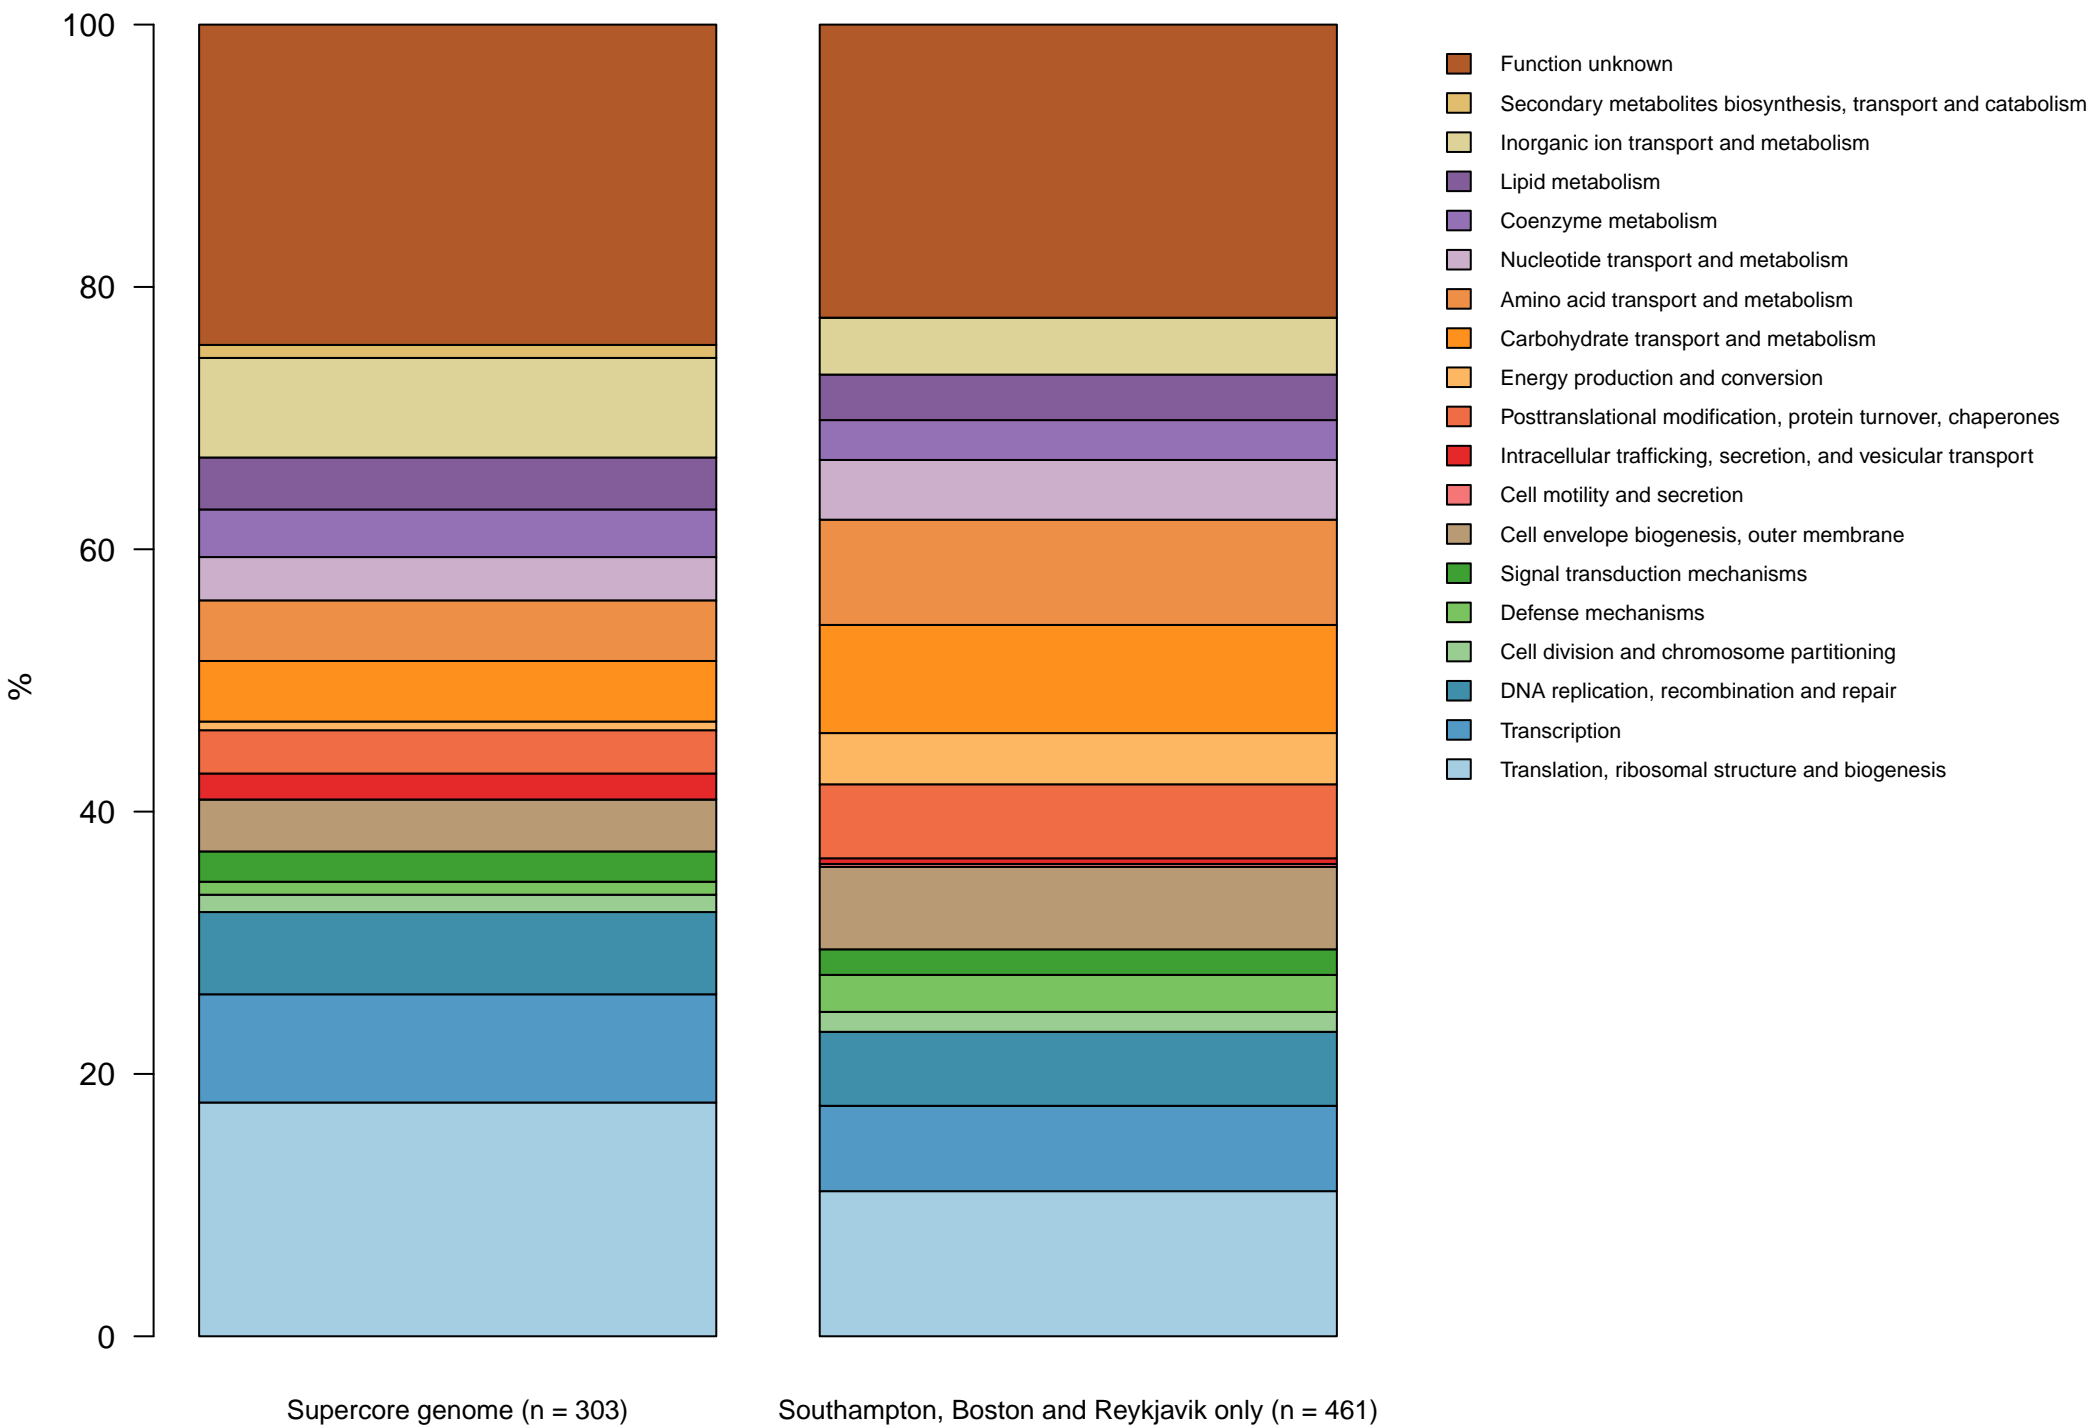 100
80
60
40
20
0
%
Supercore genome (n = 303)
Southampton, Boston and Reykjavik only (n = 461)
Function unknown
Secondary metabolites biosynthesis, transport and catabolism
Inorganic ion transport and metabolism
Lipid metabolism
Coenzyme metabolism
Nucleotide transport and metabolism
Amino acid transport and metabolism
Carbohydrate transport and metabolism
Energy production and conversion
Posttranslational modification, protein turnover, chaperones
Intracellular trafficking, secretion, and vesicular transport
Cell motility and secretion
Cell envelope biogenesis, outer membrane
Signal transduction mechanisms
Defense mechanisms
Cell division and chromosome partitioning
DNA replication, recombination and repair
Transcription
Translation, ribosomal structure and biogenesis